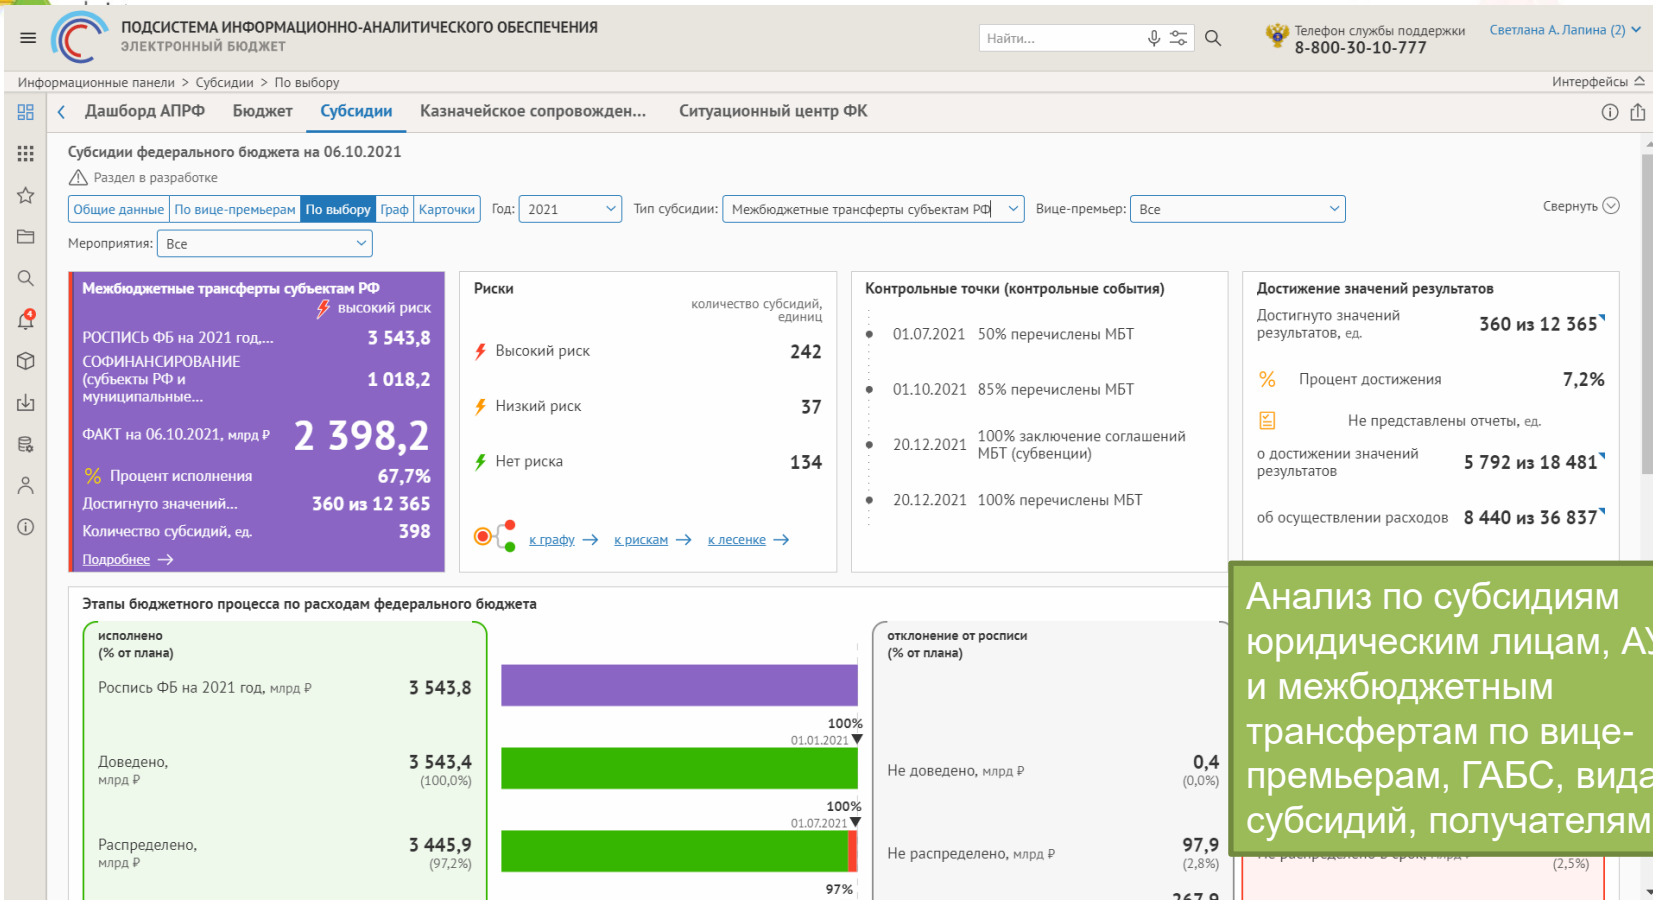 ПОДСИСТЕМА ИНФОРМАЦИОННО-АНАЛИТИЧЕСКОГО ОБЕСПЕЧЕНИЯ
ЭЛЕКТРОННЫЙ БЮДЖЕТ
Найти...
Телефон службы поддержки
8-800-30-10-777
Светлана А. Лапина (2)
Информационные панели > Субсидии > По выбору
Интерфейсы
Дашборд АПРФ Бюджет Субсидии Казначейское сопровожден... Ситуационный центр ФК
Субсидии федерального бюджета на 06.10.2021
Раздел в разработке
Общие данные По вице-премьерам По выбору Граф Карточки Год: 2021 Тип субсидии: Межбюджетные трансферты субъектам РФ Вице-премьер: Все Свернуть
Мероприятия: Все
4
Межбюджетные трансферты субъектам РФ
высокий риск
РОСПИСЬ ФБ на 2021 год,... 3 543,8
СОФИНАНСИРОВАНИЕ
(субъекты РФ и 1 018,2
муниципальные...
ФАКТ на 06.10.2021, млрд ₽ 2 398,2
% Процент исполнения 67,7%
Достигнуто значений... 360 из 12 365
Количество субсидий, ед. 398
Подробнее →
Риски
количество субсидий,
единиц
Высокий риск 242
Низкий риск 37
Нет риска 134
к графу → к рискам → к лесенке →
Контрольные точки (контрольные события)
01.07.2021 50% перечислены МБТ
01.10.2021 85% перечислены МБТ
20.12.2021 100% заключение соглашений
МБТ (субвенции)
20.12.2021 100% перечислены МБТ
Достижение значений результатов
Достигнуто значений
результатов, ед. 360 из 12 365
% Процент достижения 7,2%
Не представлены отчеты, ед.
о достижении значений
результатов 5 792 из 18 481
об осуществлении расходов 8 440 из 36 837
Этапы бюджетного процесса по расходам федерального бюджета
исполнено
(% от плана)
Роспись ФБ на 2021 год, млрд ₽ 3 543,8
100%
01.01.2021
Доведено,
млрд ₽
3 543,4
(100,0%)
100%
01.07.2021
Распределено,
млрд ₽
3 445,9
(97,2%)
97%
отклонение от росписи
(% от плана)
Не доведено, млрд ₽ 0,4
(0,0%)
Не распределено, млрд ₽ 97,9
(2,8%)
267,9
(2,5%)
Анализ по субсидиям
юридическим лицам, АУ
и межбюджетным
трансфертам по вице-
премьерам, ГАБС, вида
субсидий, получателям